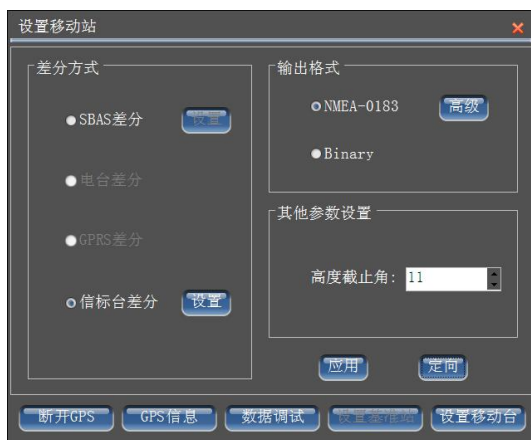 设置移动站
差分方式
SBAS差分 设置
电台差分
GPRS差分
信标台差分 设置
输出格式
NMEA-0183 高级
Binary
其他参数设置
高度截止角: 11
应用 定向
断开GPS GPS信息 数据调试 设置基准站 设置移动台